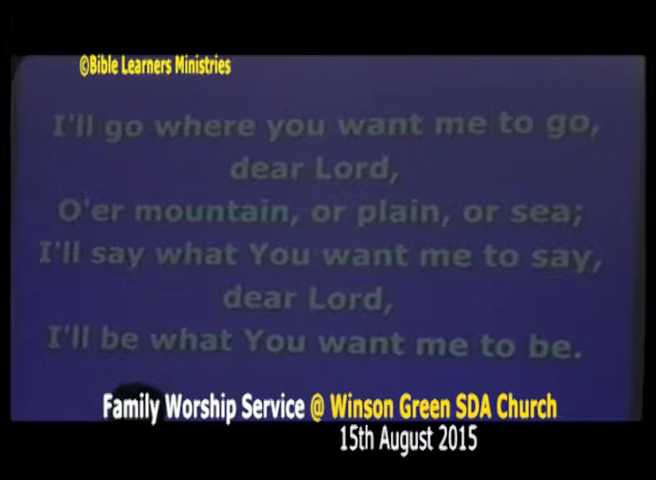 ©Bible Learners Ministries
I'll go where you want me to go,
dear Lord,
O'er mountain, or plain, or sea;
I'll say what You want me to say,
dear Lord,
I'll be what You want me to be.
Family Worship Service @ Winson Green SDA Church
15th August 2015